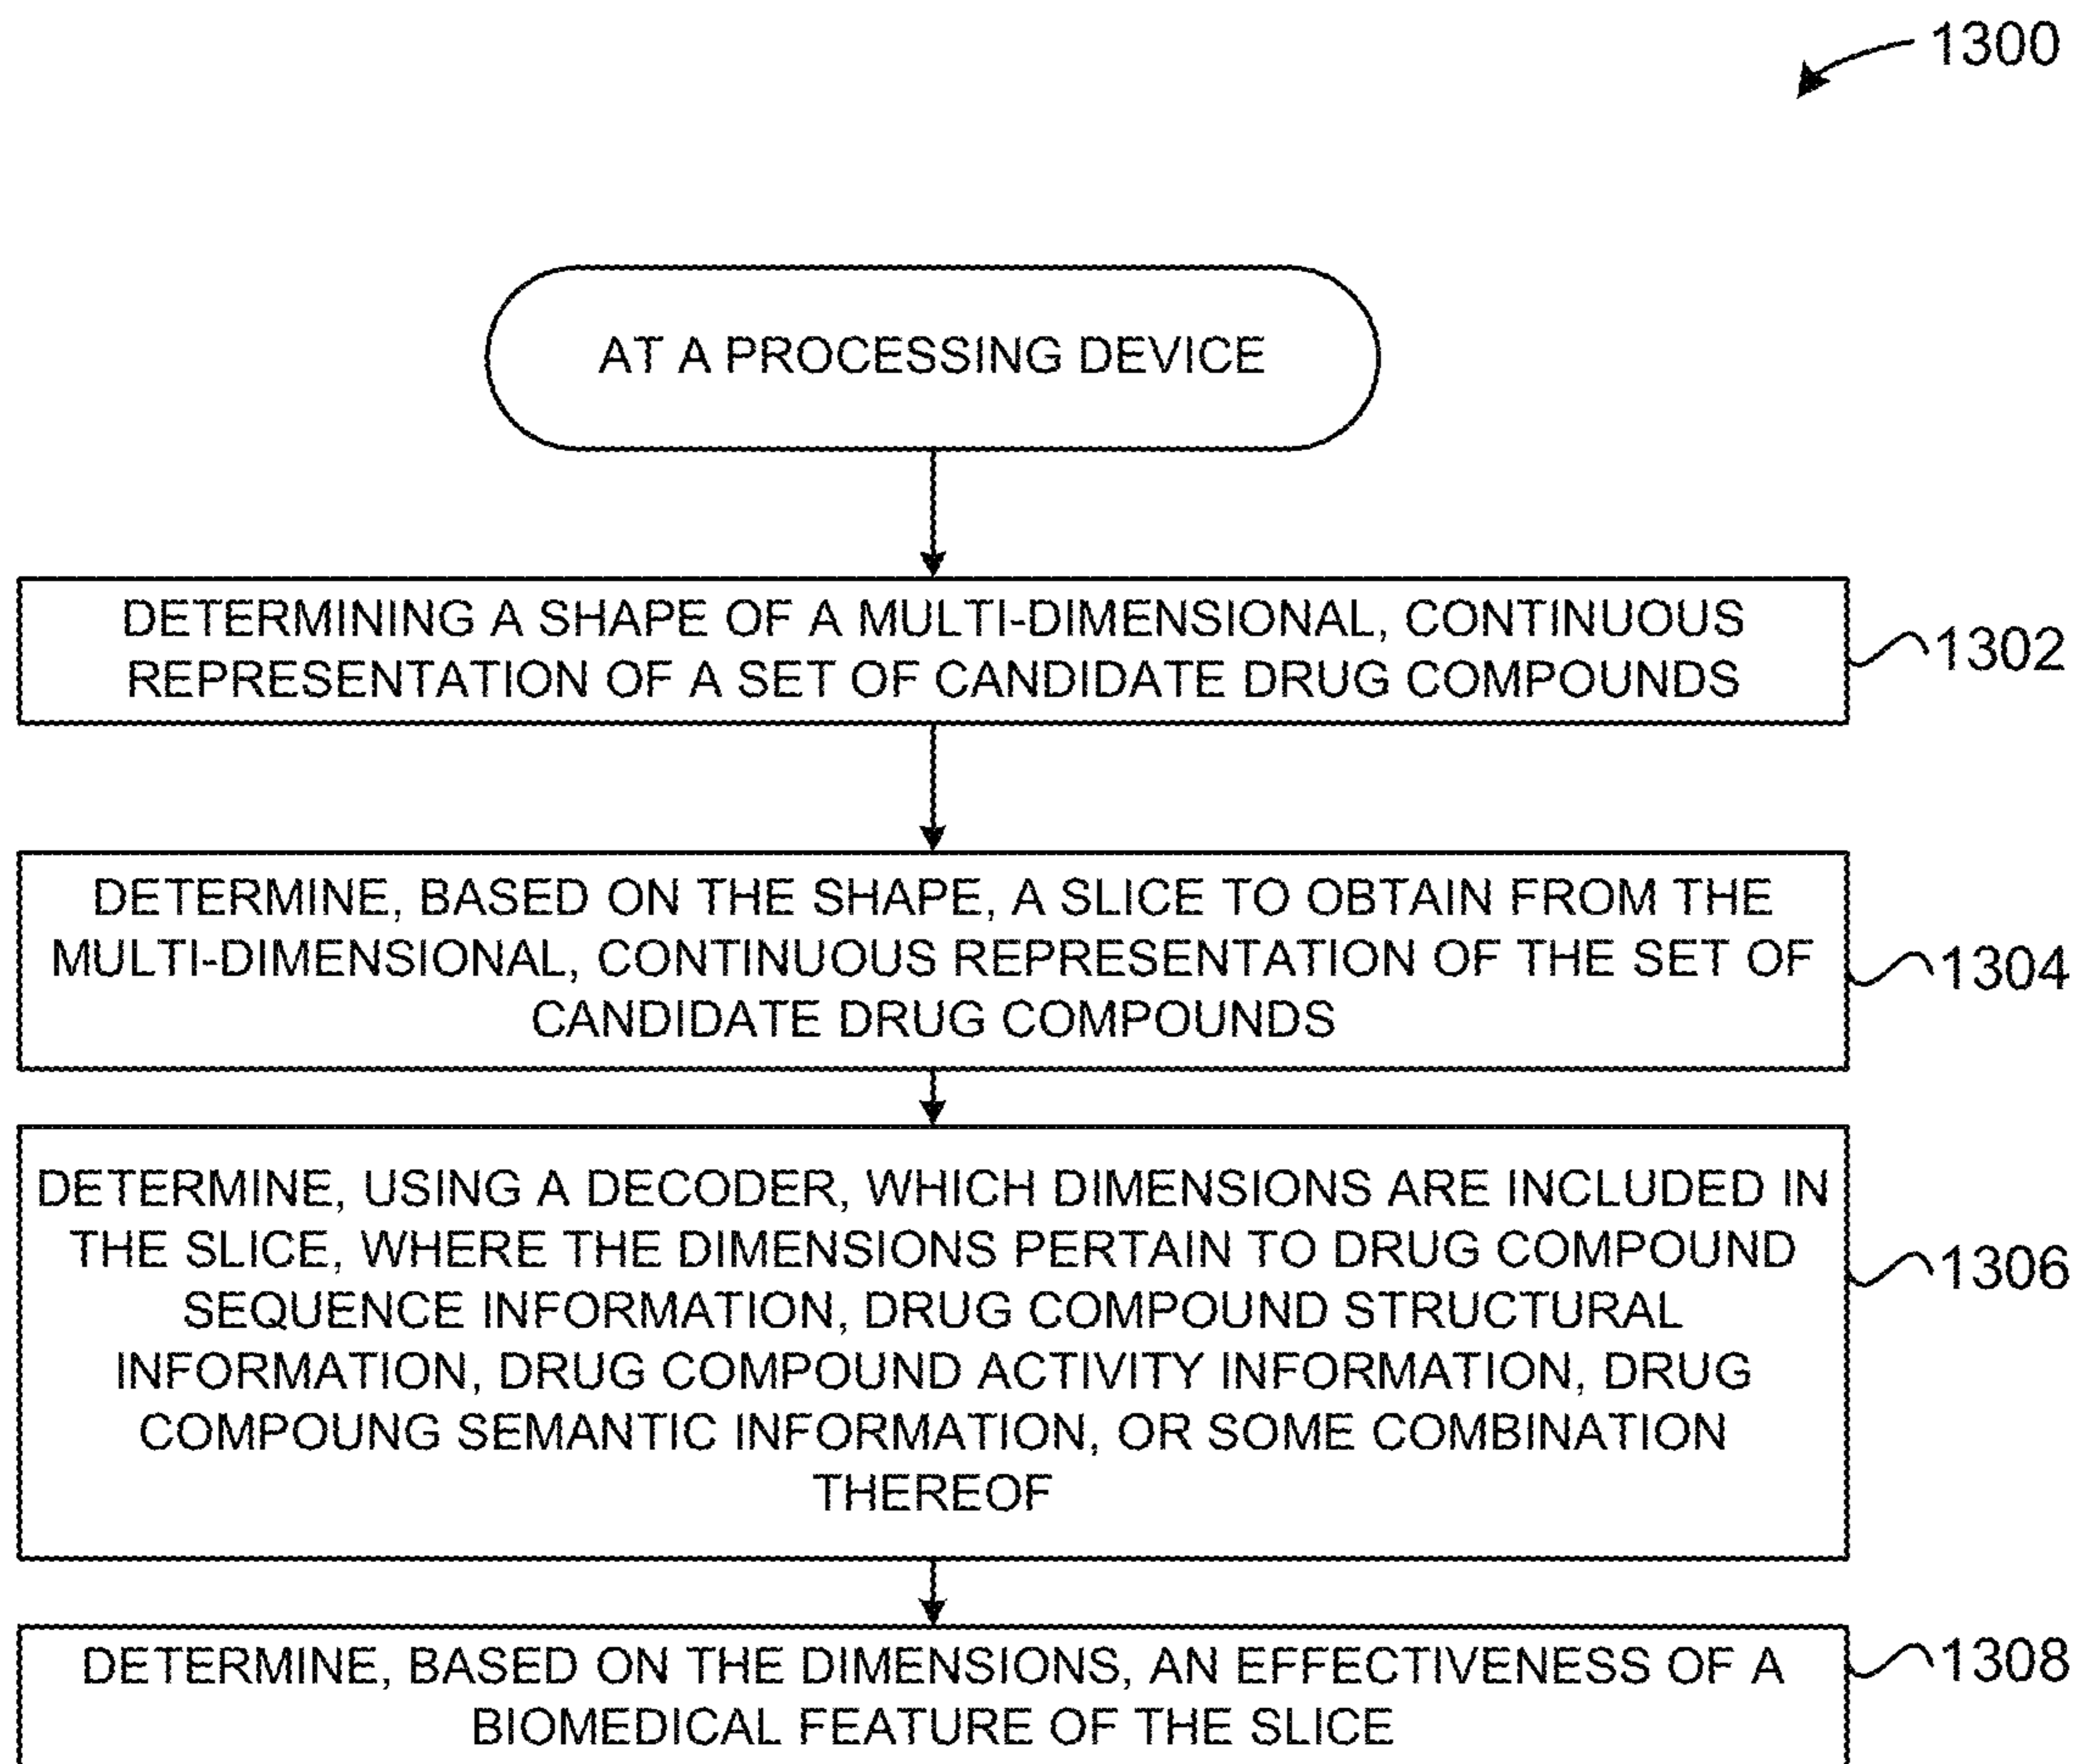 1300
AT A PROCESSING DEVICE
DETERMINING A SHAPE OF A MULTI-DIMENSIONAL, CONTINUOUS
REPRESENTATION OF A SET OF CANDIDATE DRUG COMPOUNDS
1302
DETERMINE, BASED ON THE SHAPE, A SLICE TO OBTAIN FROM THE
MULTI-DIMENSIONAL, CONTINUOUS REPRESENTATION OF THE SET OF
CANDIDATE DRUG COMPOUNDS
1304
DETERMINE, USING A DECODER, WHICH DIMENSIONS ARE INCLUDED IN
THE SLICE, WHERE THE DIMENSIONS PERTAIN TO DRUG COMPOUND
SEQUENCE INFORMATION, DRUG COMPOUND STRUCTURAL
INFORMATION, DRUG COMPOUND ACTIVITY INFORMATION, DRUG
COMPOUNG SEMANTIC INFORMATION, OR SOME COMBINATION
THEREOF
1306
DETERMINE, BASED ON THE DIMENSIONS, AN EFFECTIVENESS OF A
BIOMEDICAL FEATURE OF THE SLICE
1308